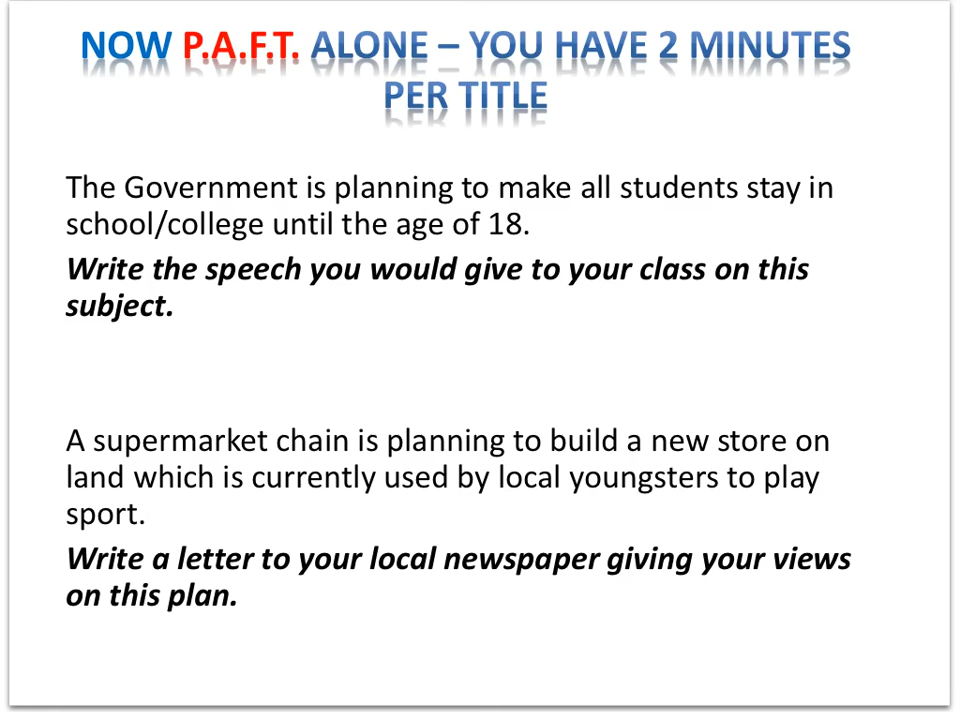 NOW P.A.F.T. ALONE – YOU HAVE 2 MINUTES
PER TITLE
The Government is planning to make all students stay in
school/college until the age of 18.
Write the speech you would give to your class on this
subject.
A supermarket chain is planning to build a new store on
land which is currently used by local youngsters to play
sport.
Write a letter to your local newspaper giving your views
on this plan.